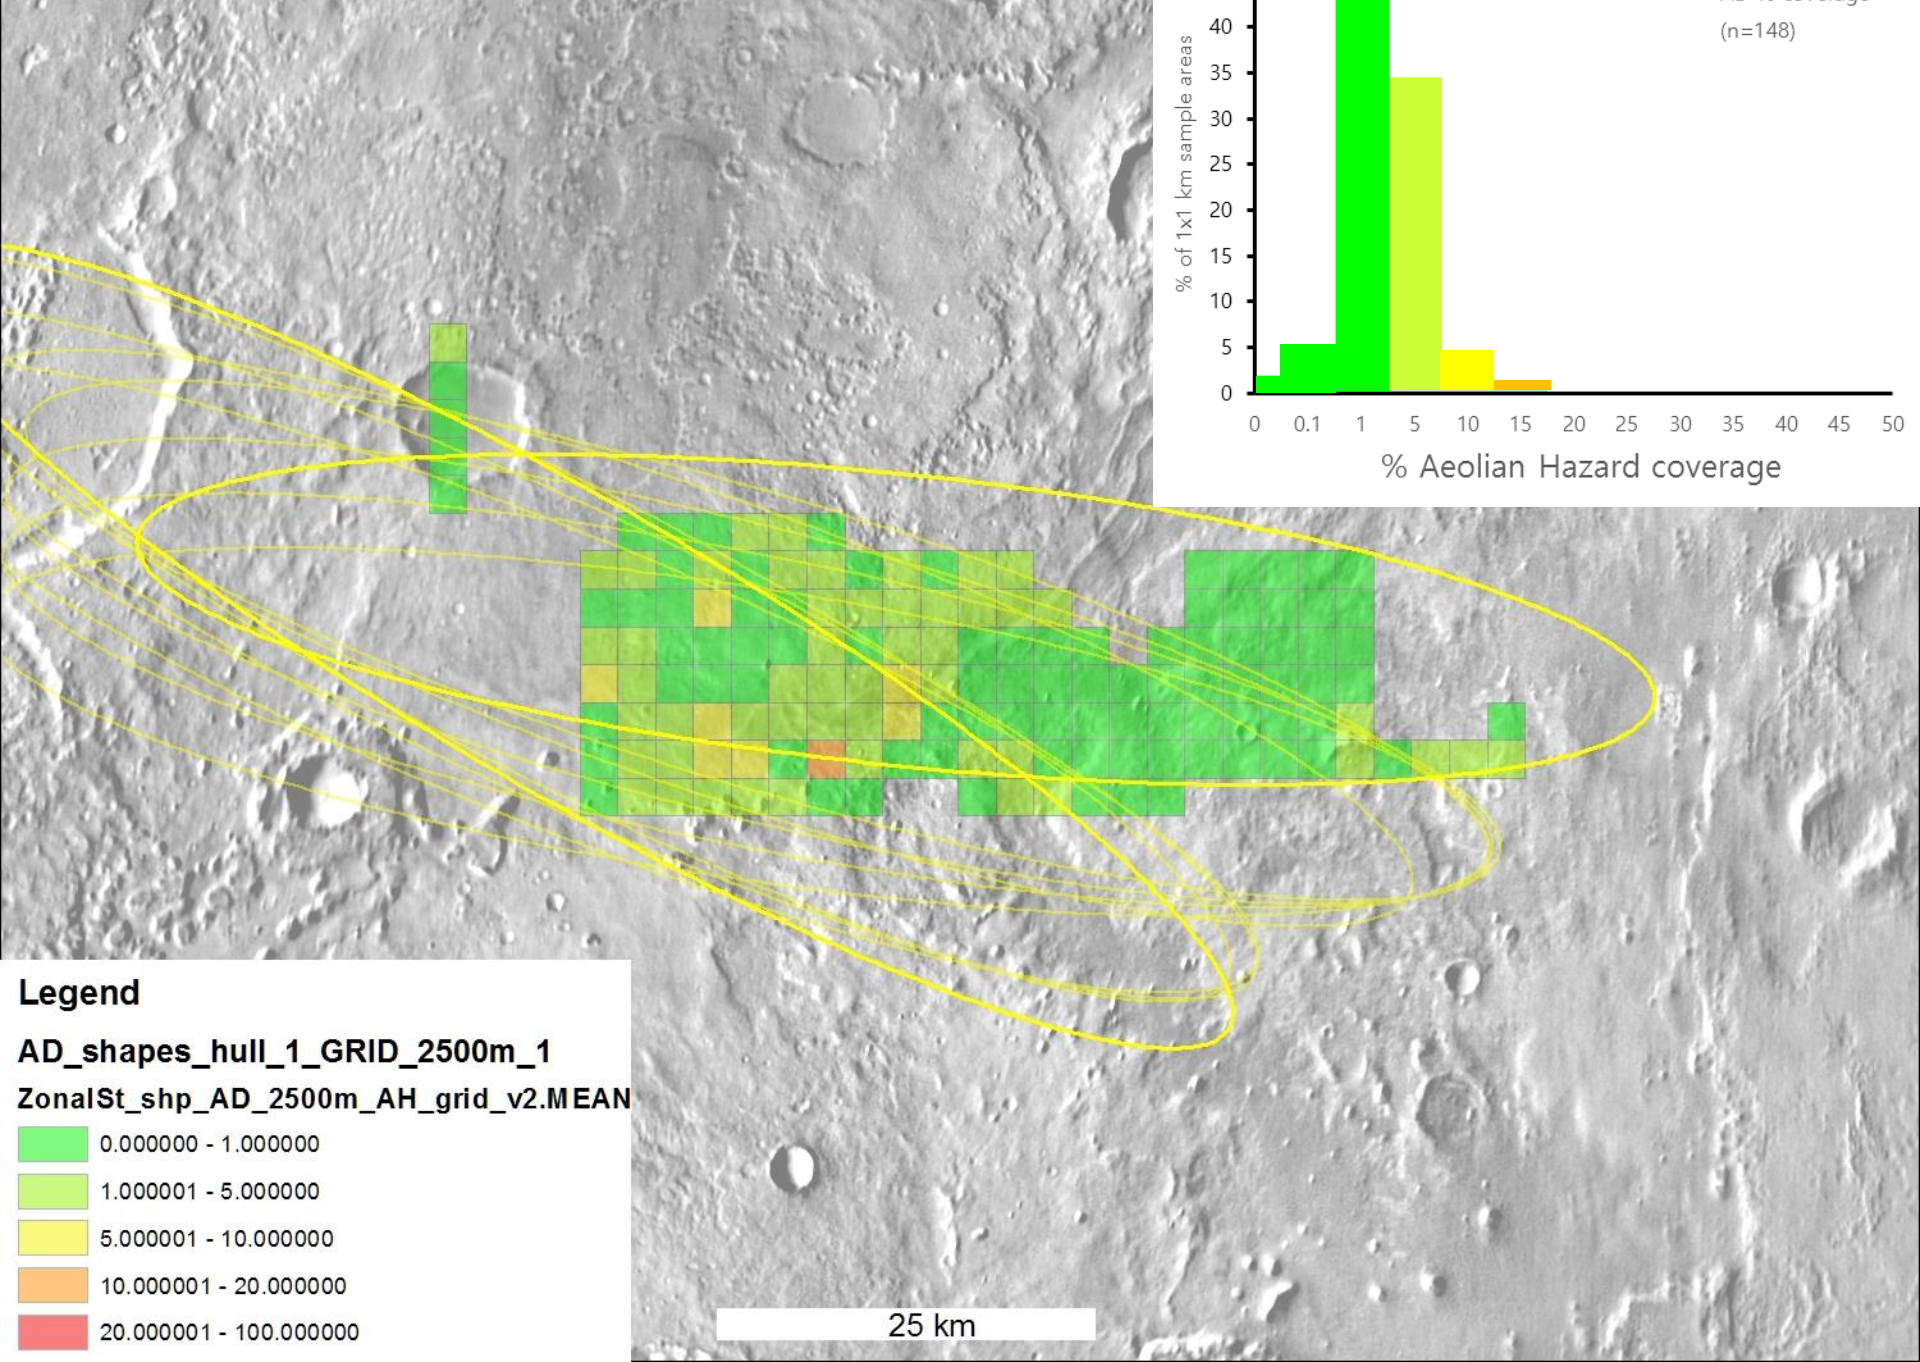 (n=148)
% of 1x1 km sample areas
40
35
30
25
20
15
10
5
0
0 0.1 1 5 10 15 20 25 30 35 40 45 50
% Aeolian Hazard coverage
Legend
AD_shapes_hull_1_GRID_2500m_1
ZonalSt_shp_AD_2500m_AH_grid_v2.MEAN
0.000000 - 1.000000
1.000001 - 5.000000
5.000001 - 10.000000
10.000001 - 20.000000
20.000001 - 100.000000
25 km